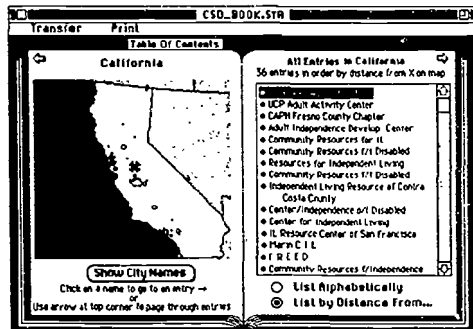 CSD_BOOK.STA
Transfer Print
Table Of Contents
California
Show City Names
Click on a name to go to an entry →
or
Use arrow at top corner to page through entries
All Entries in California
36 entries in order by distance from X on map
UCP Adult Activity Center
CAPH Fresno County Chapter
Adult Independence Develop. Center
Community Resources for IL
Community Resources f/t Disabled
Resources for Independent Living
Community Resources f/t Disabled
Independent Living Resource of Contra
Costa County
Center/Independence o/t Disabled
Center for Independent Living
IL Resource Center of San Francisco
Marin C I L
F R E E D
Community Resources f/Independence
List Alphabetically
List by Distance From...